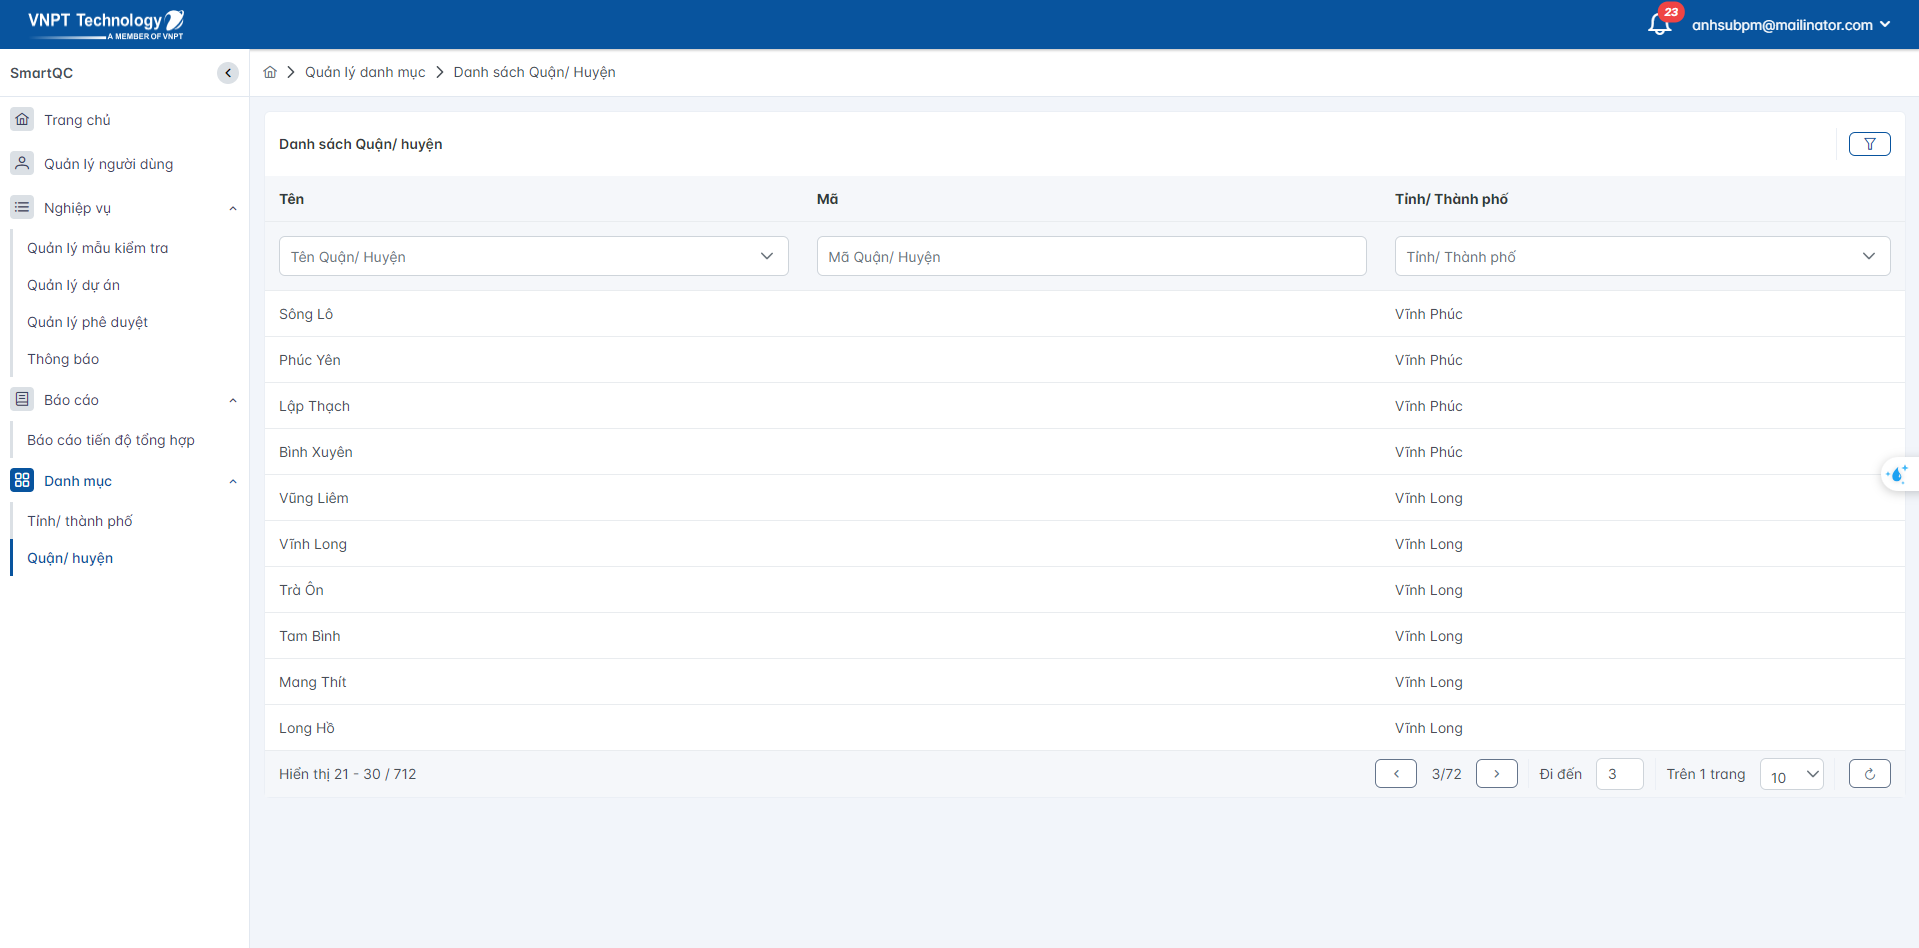 VNPT Technology
A MEMBER OF VNPT
23
anhsubpm@mailinator.com
SmartQC
Quản lý danh mục
Danh sách Quận/ Huyện
Trang chủ
Quản lý người dùng
Nghiệp vụ
Quản lý mẫu kiểm tra
Quản lý dự án
Quản lý phê duyệt
Thông báo
Báo cáo
Báo cáo tiến độ tổng hợp
Danh mục
Tỉnh/ thành phố
Quận/ huyện
Danh sách Quận/ huyện
Tên Mã Tỉnh/ Thành phố
Tên Quận/ Huyện Mã Quận/ Huyện Tỉnh/ Thành phố
Sông Lô Vĩnh Phúc
Phúc Yên Vĩnh Phúc
Lập Thạch Vĩnh Phúc
Bình Xuyên Vĩnh Phúc
Vũng Liêm Vĩnh Long
Vĩnh Long Vĩnh Long
Trà Ôn Vĩnh Long
Tam Bình Vĩnh Long
Mang Thít Vĩnh Long
Long Hồ Vĩnh Long
Hiển thị 21 - 30 / 712 3/72 Đi đến 3 Trên 1 trang 10